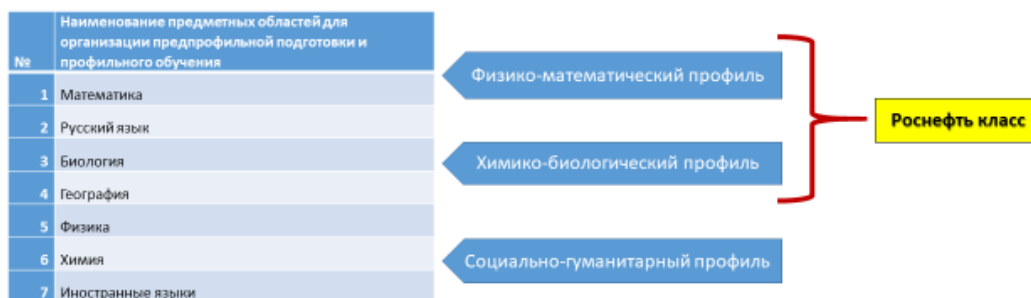 Наименование предметных областей для
организации предпрофильной подготовки и
№ профильного обучения
1 Математика
2 Русский язык
3 Биология
4 География
5 Физика
6 Химия
7 Иностранные языки
Физико-математический профиль
Химико-биологический профиль
Социально-гуманитарный профиль
Роснефть класс